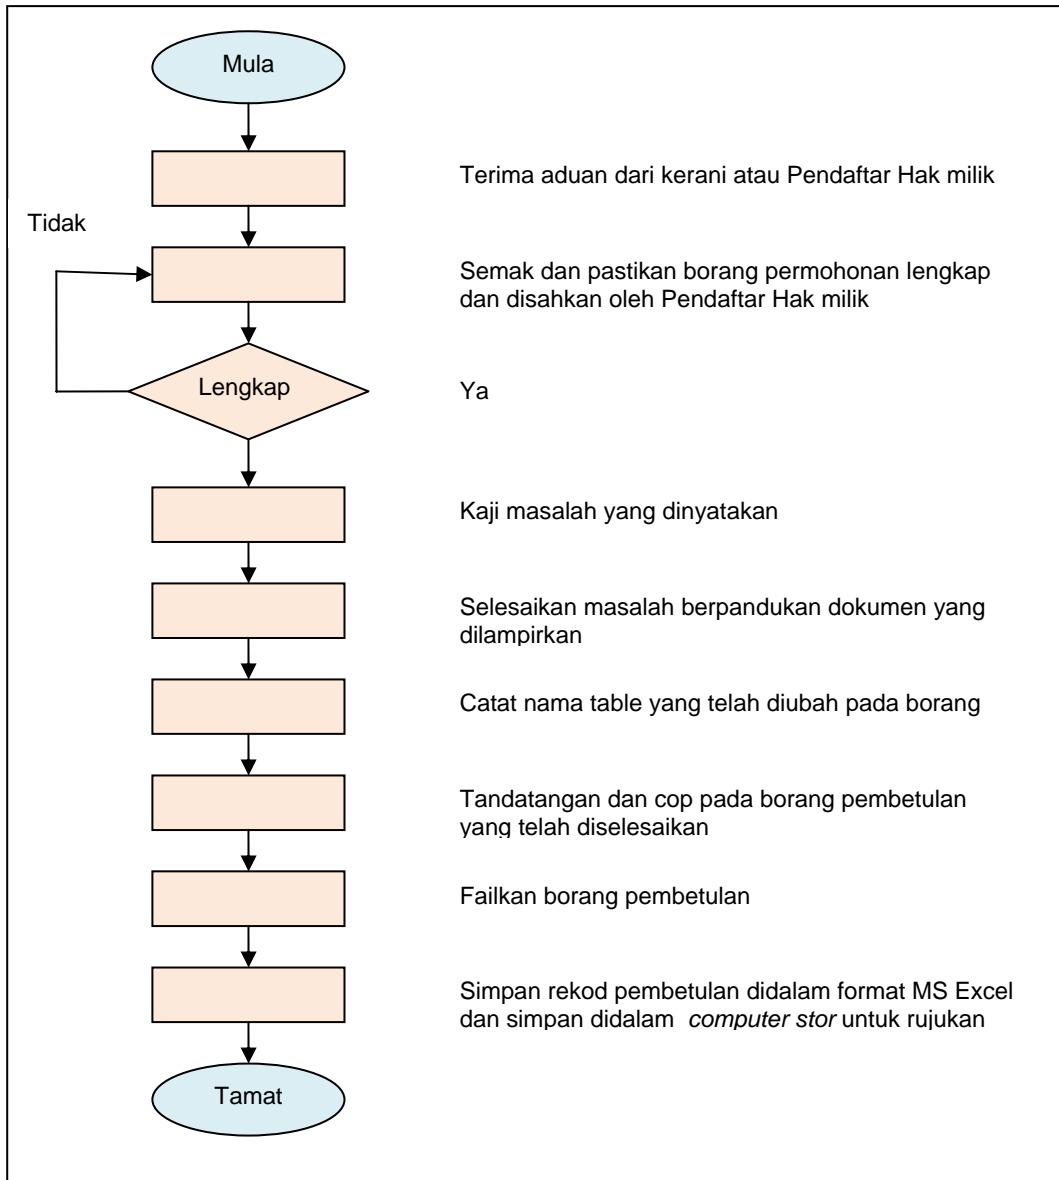 Mula
Terima aduan dari kerani atau Pendaftar Hak milik
Tidak
Semak dan pastikan borang permohonan lengkap
dan disahkan oleh Pendaftar Hak milik
Lengkap
Ya
Kaji masalah yang dinyatakan
Selesaikan masalah berpandukan dokumen yang
dilampirkan
Catat nama table yang telah diubah pada borang
Tandatangan dan cop pada borang pembetulan
yang telah diselesaikan
Failkan borang pembetulan
Simpan rekod pembetulan didalam format MS Excel
dan simpan didalam computer stor untuk rujukan
Tamat